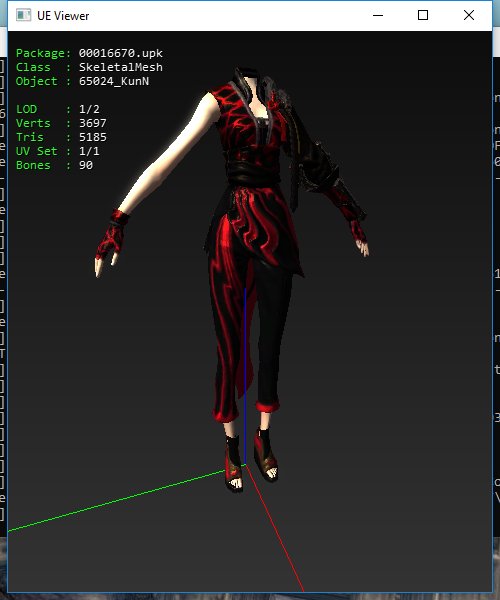 UE Viewer
Package: 00016670.upk
Class  : SkeletalMesh
Object : 65024_KunN
LOD    : 1/2
Verts  : 3697
Tris   : 5185
UV Set : 1/1
Bones  : 90